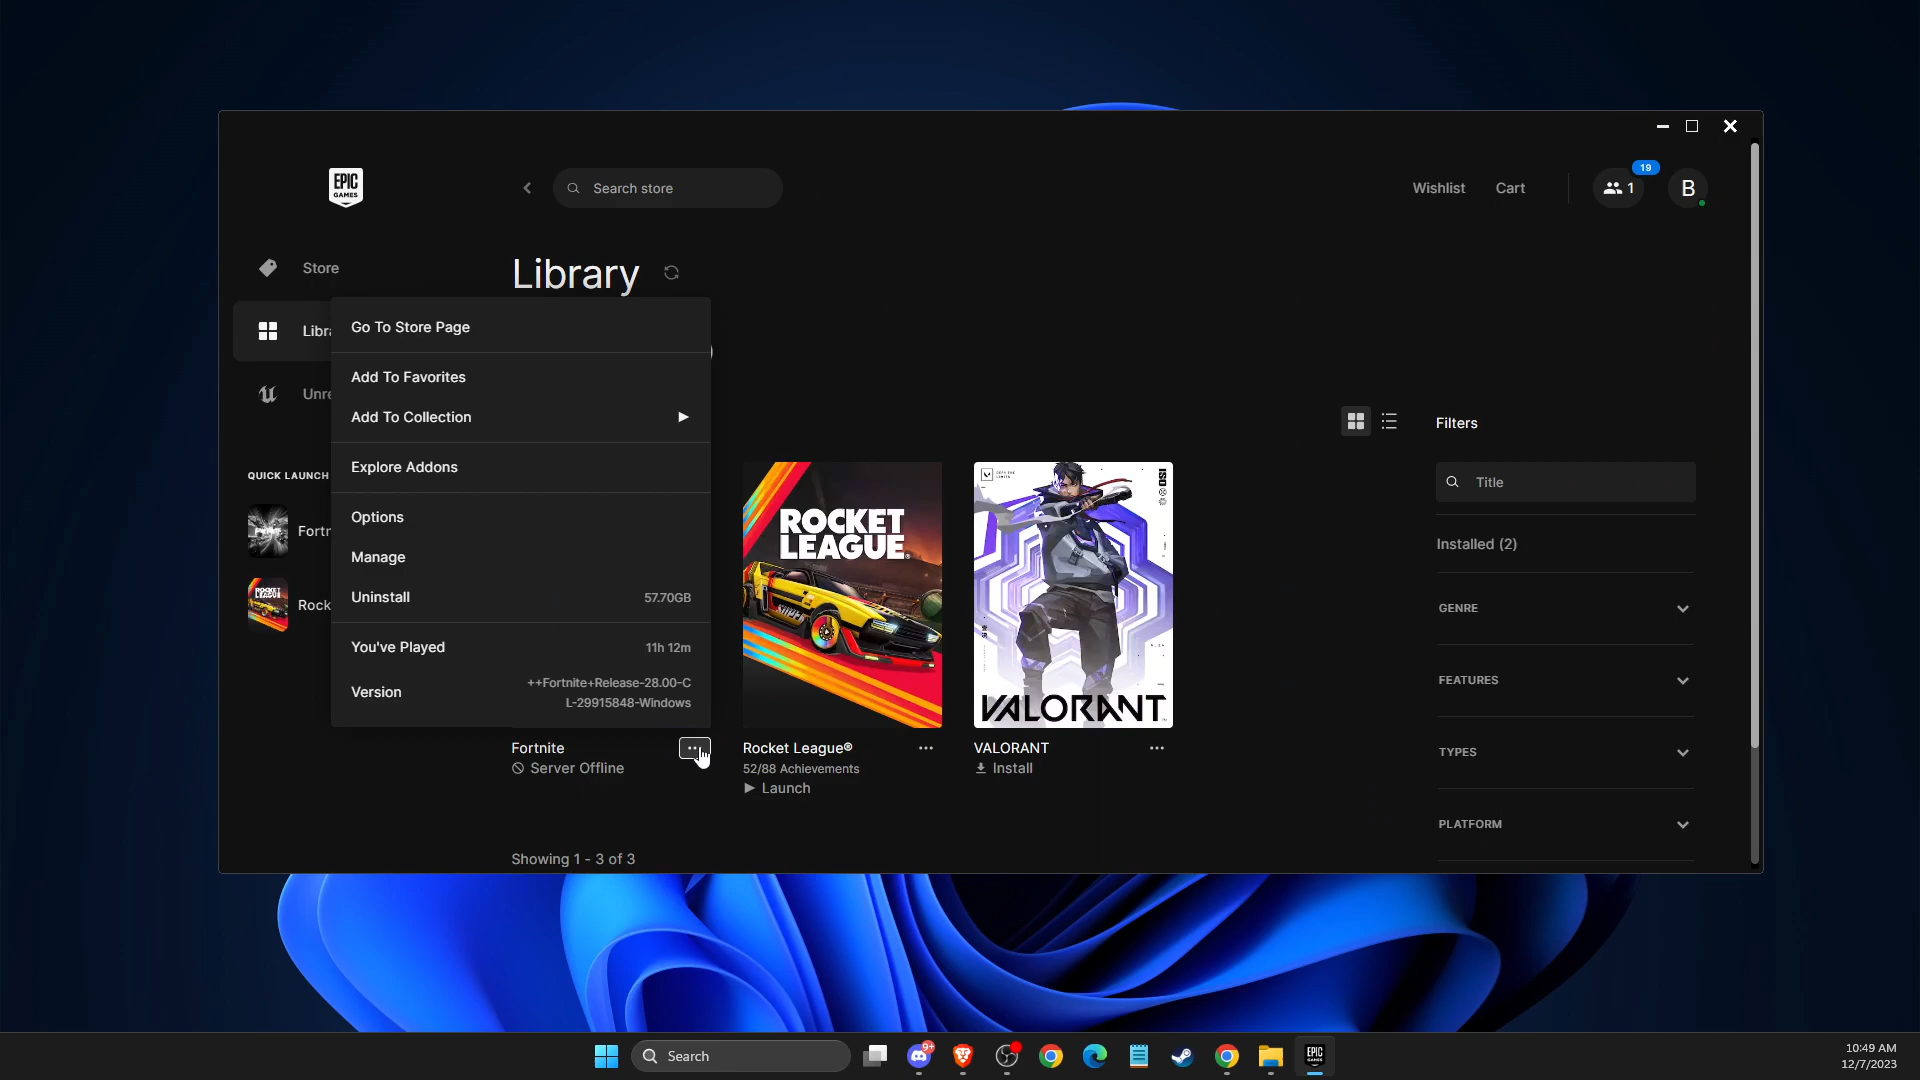 EPIC
GAMES
Search store
Wishlist
Cart
1
19
B
Store
Library
Libra
Unre
Go To Store Page
Add To Favorites
Add To Collection
Explore Addons
Options
Manage
Uninstall 57.70GB
You've Played 11h 12m
Version ++Fortnite+Release-28.00-C
L-29915848-Windows
QUICK LAUNCH
Fortn
Rock
ROCKET
LEAGUE
VALORANT
Fortnite
Server Offline
Rocket League®
52/88 Achievements
Launch
VALORANT
Install
Showing 1 - 3 of 3
Filters
Title
Installed (2)
GENRE
FEATURES
TYPES
PLATFORM
Search
9+
EPIC
GAMES
10:49 AM
12/7/2023